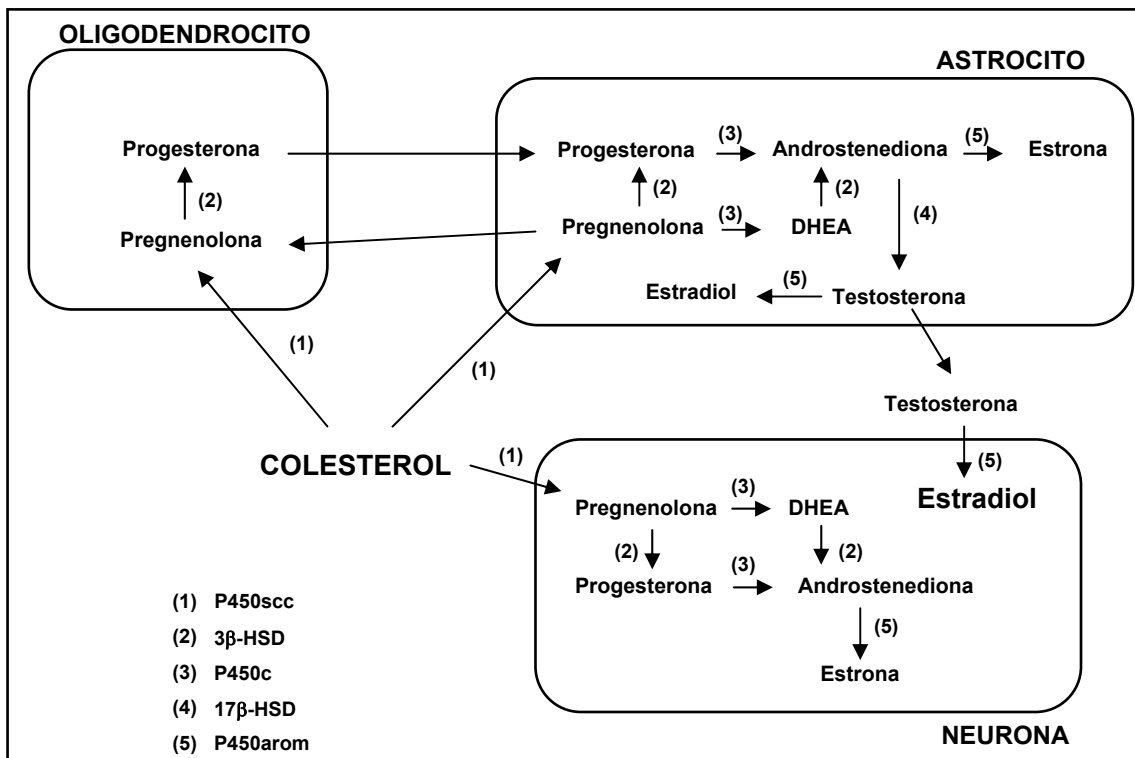 OLIGODENDROCITO
ASTROCITO
Progesterona
(2)
Pregnenolona
Progesterona (3) Androstenediona (5) Estrona
(2) (2) (4)
Pregnenolona (3) DHEA
Estradiol (5) Testosterona
(1)
(1)
Testosterona
(5)
COLESTEROL (1)
Estradiol
Pregnenolona (3) DHEA
(2) (2)
Progesterona (3) Androstenediona
(5)
Estrona
NEURONA
(1) P450scc
(2) 3β-HSD
(3) P450c
(4) 17β-HSD
(5) P450arom